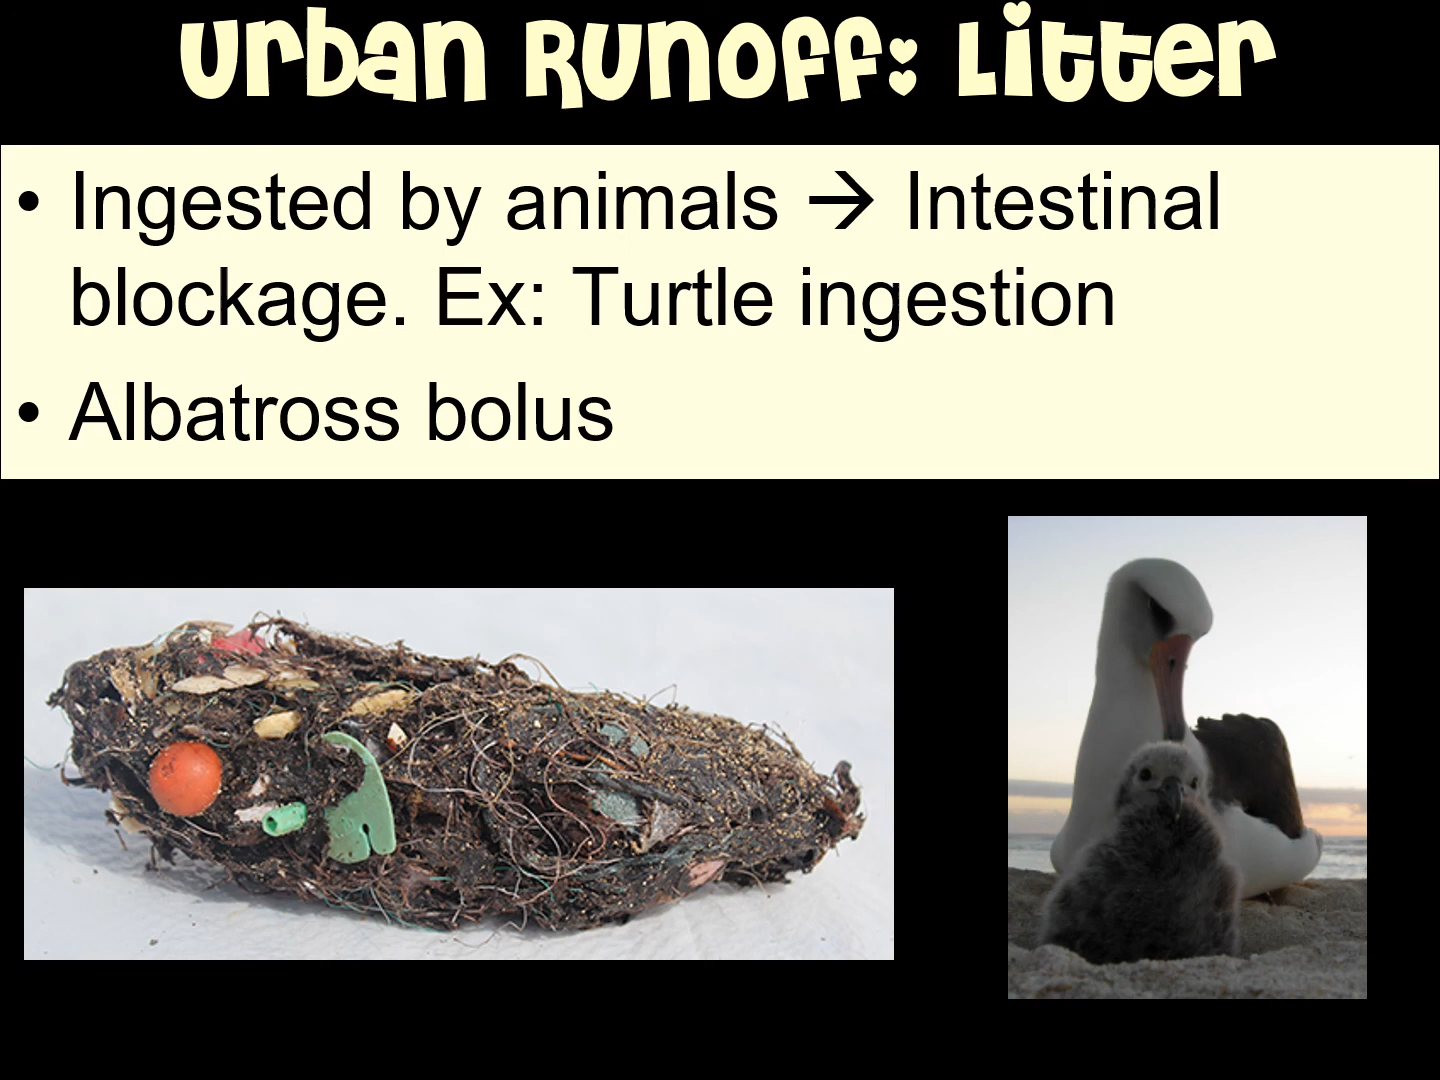 Urban Runoff: Litter
• Ingested by animals → Intestinal
blockage. Ex: Turtle ingestion
• Albatross bolus